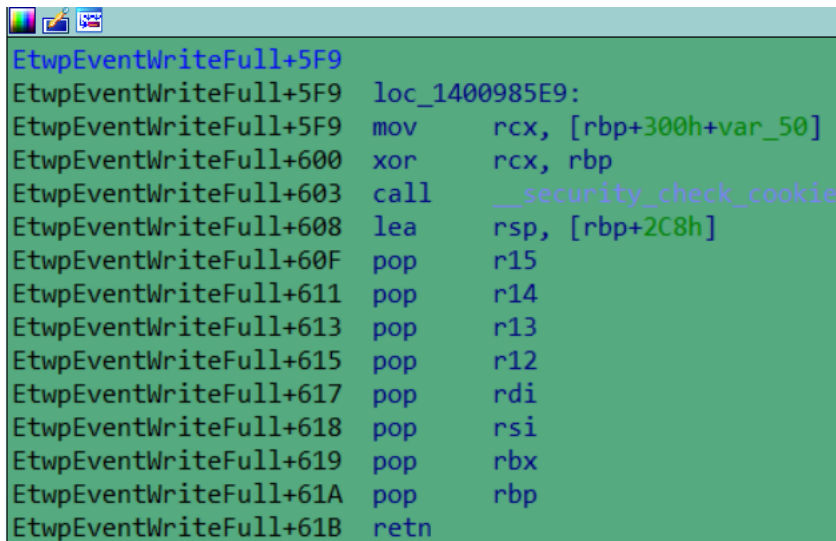 EtwpEventWriteFull+5F9
EtwpEventWriteFull+5F9 loc_1400985E9:
EtwpEventWriteFull+5F9 mov rcx, [rbp+300h+var_50]
EtwpEventWriteFull+600 xor rcx, rbp
EtwpEventWriteFull+603 call __security_check_cookie
EtwpEventWriteFull+608 lea rsp, [rbp+2C8h]
EtwpEventWriteFull+60F pop r15
EtwpEventWriteFull+611 pop r14
EtwpEventWriteFull+613 pop r13
EtwpEventWriteFull+615 pop r12
EtwpEventWriteFull+617 pop rdi
EtwpEventWriteFull+618 pop rsi
EtwpEventWriteFull+619 pop rbx
EtwpEventWriteFull+61A pop rbp
EtwpEventWriteFull+61B retn